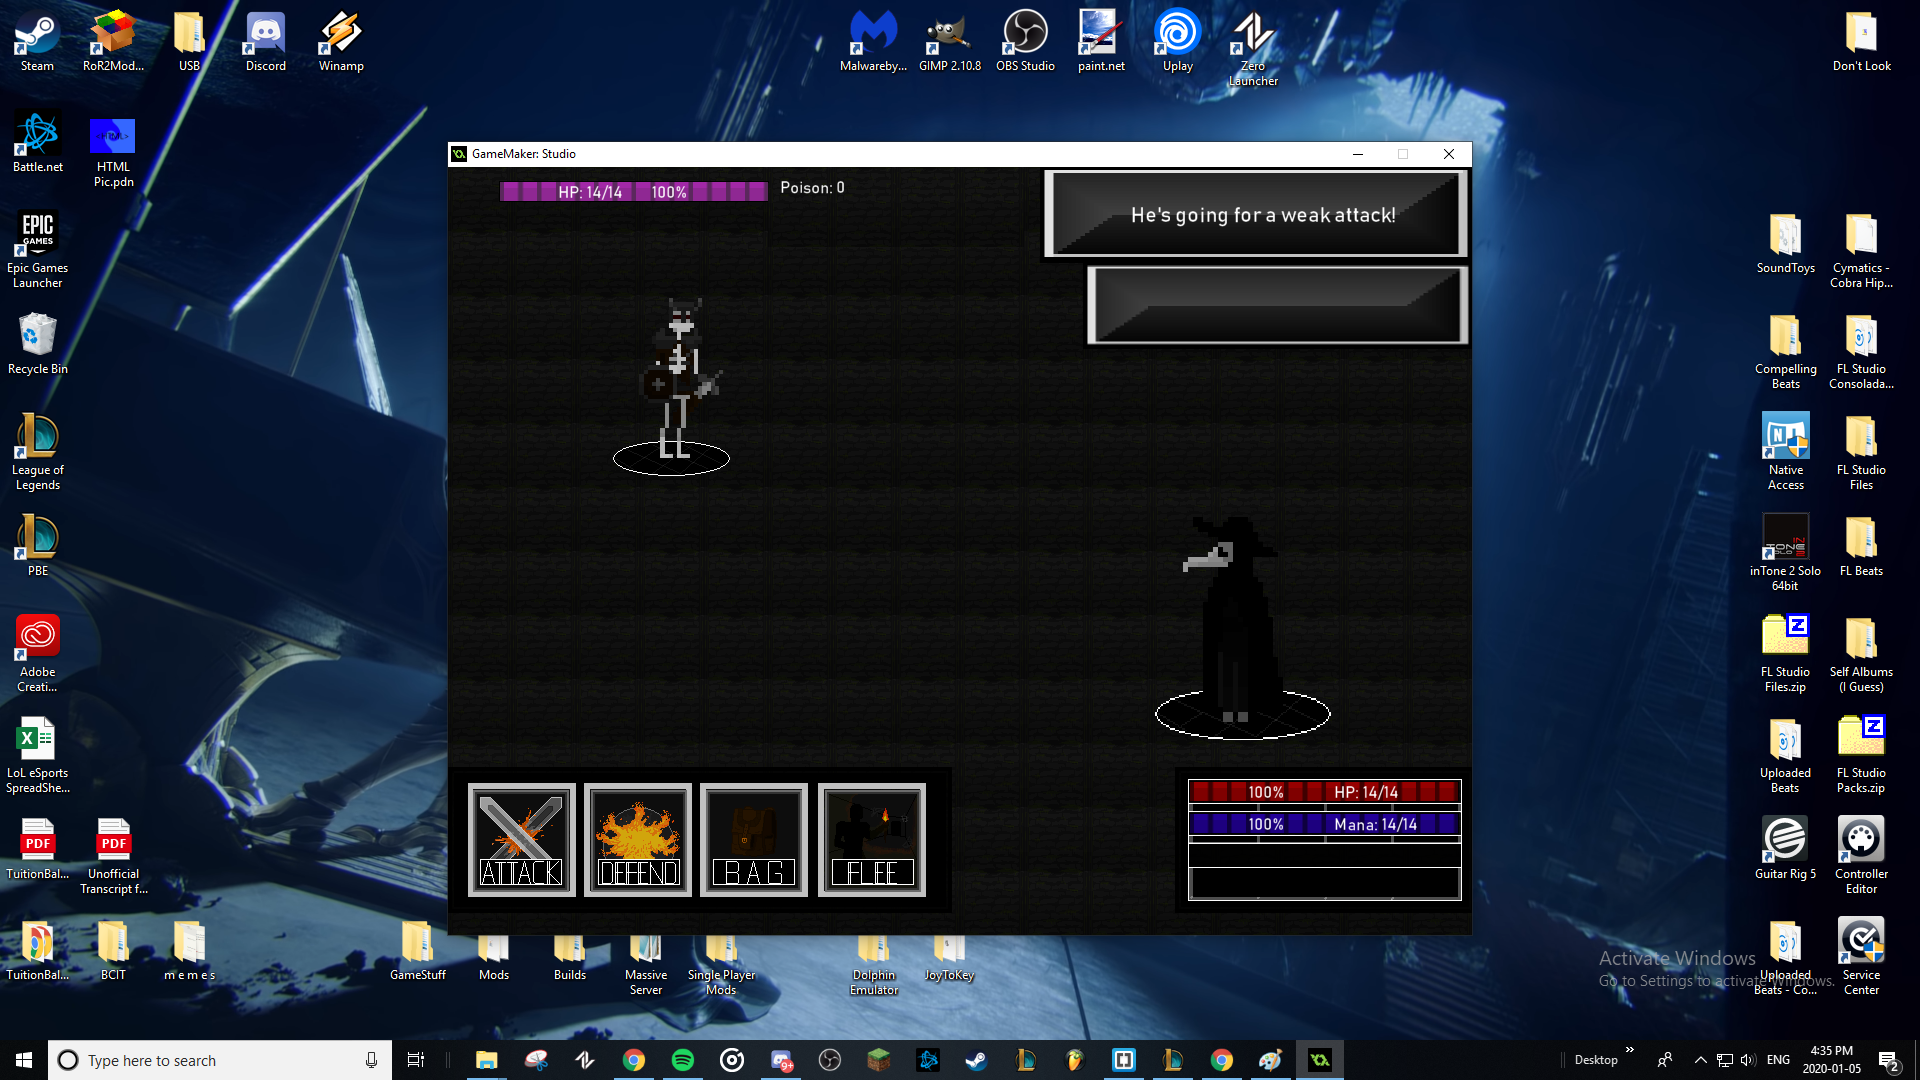 Steam
RoR2Mod...
USB
Discord
Winamp
Malwareby...
GIMP 2.10.8
OBS Studio
paint.net
Uplay
Zero
Launcher
Don't Look
Battle.net
HTML
Pic.pdn
GameMaker: Studio
HP: 14/14 100%
Poison: 0
He's going for a weak attack!
EPIC
GAMES
Epic Games
Launcher
SoundToys
Cymatics -
Cobra Hip...
Recycle Bin
Compelling
Beats
FL Studio
Consolada...
League of
Legends
Native
Access
FL Studio
Files
PBE
inTone 2 Solo
64bit
FL Beats
Adobe
Creati...
FL Studio
Files.zip
Self Albums
(I Guess)
LoL eSports
SpreadShe...
Uploaded
Beats
FL Studio
Packs.zip
100% HP: 14/14
100% Mana: 14/14
ATTACK
DEFEND
BAG
FLEE
PDF
TuitionBal...
PDF
Unofficial
Transcript f...
Guitar Rig 5
Controller
Editor
TuitionBal...
BCIT
m e m e s
GameStuff
Mods
Builds
Massive
Server
Single Player
Mods
Dolphin
Emulator
JoyToKey
Uploaded
Beats - Co...
Service
Center
Activate Windows
Go to Settings to activate Windows.
Type here to search
9+
Desktop
ENG
4:35 PM
2020-01-05
2